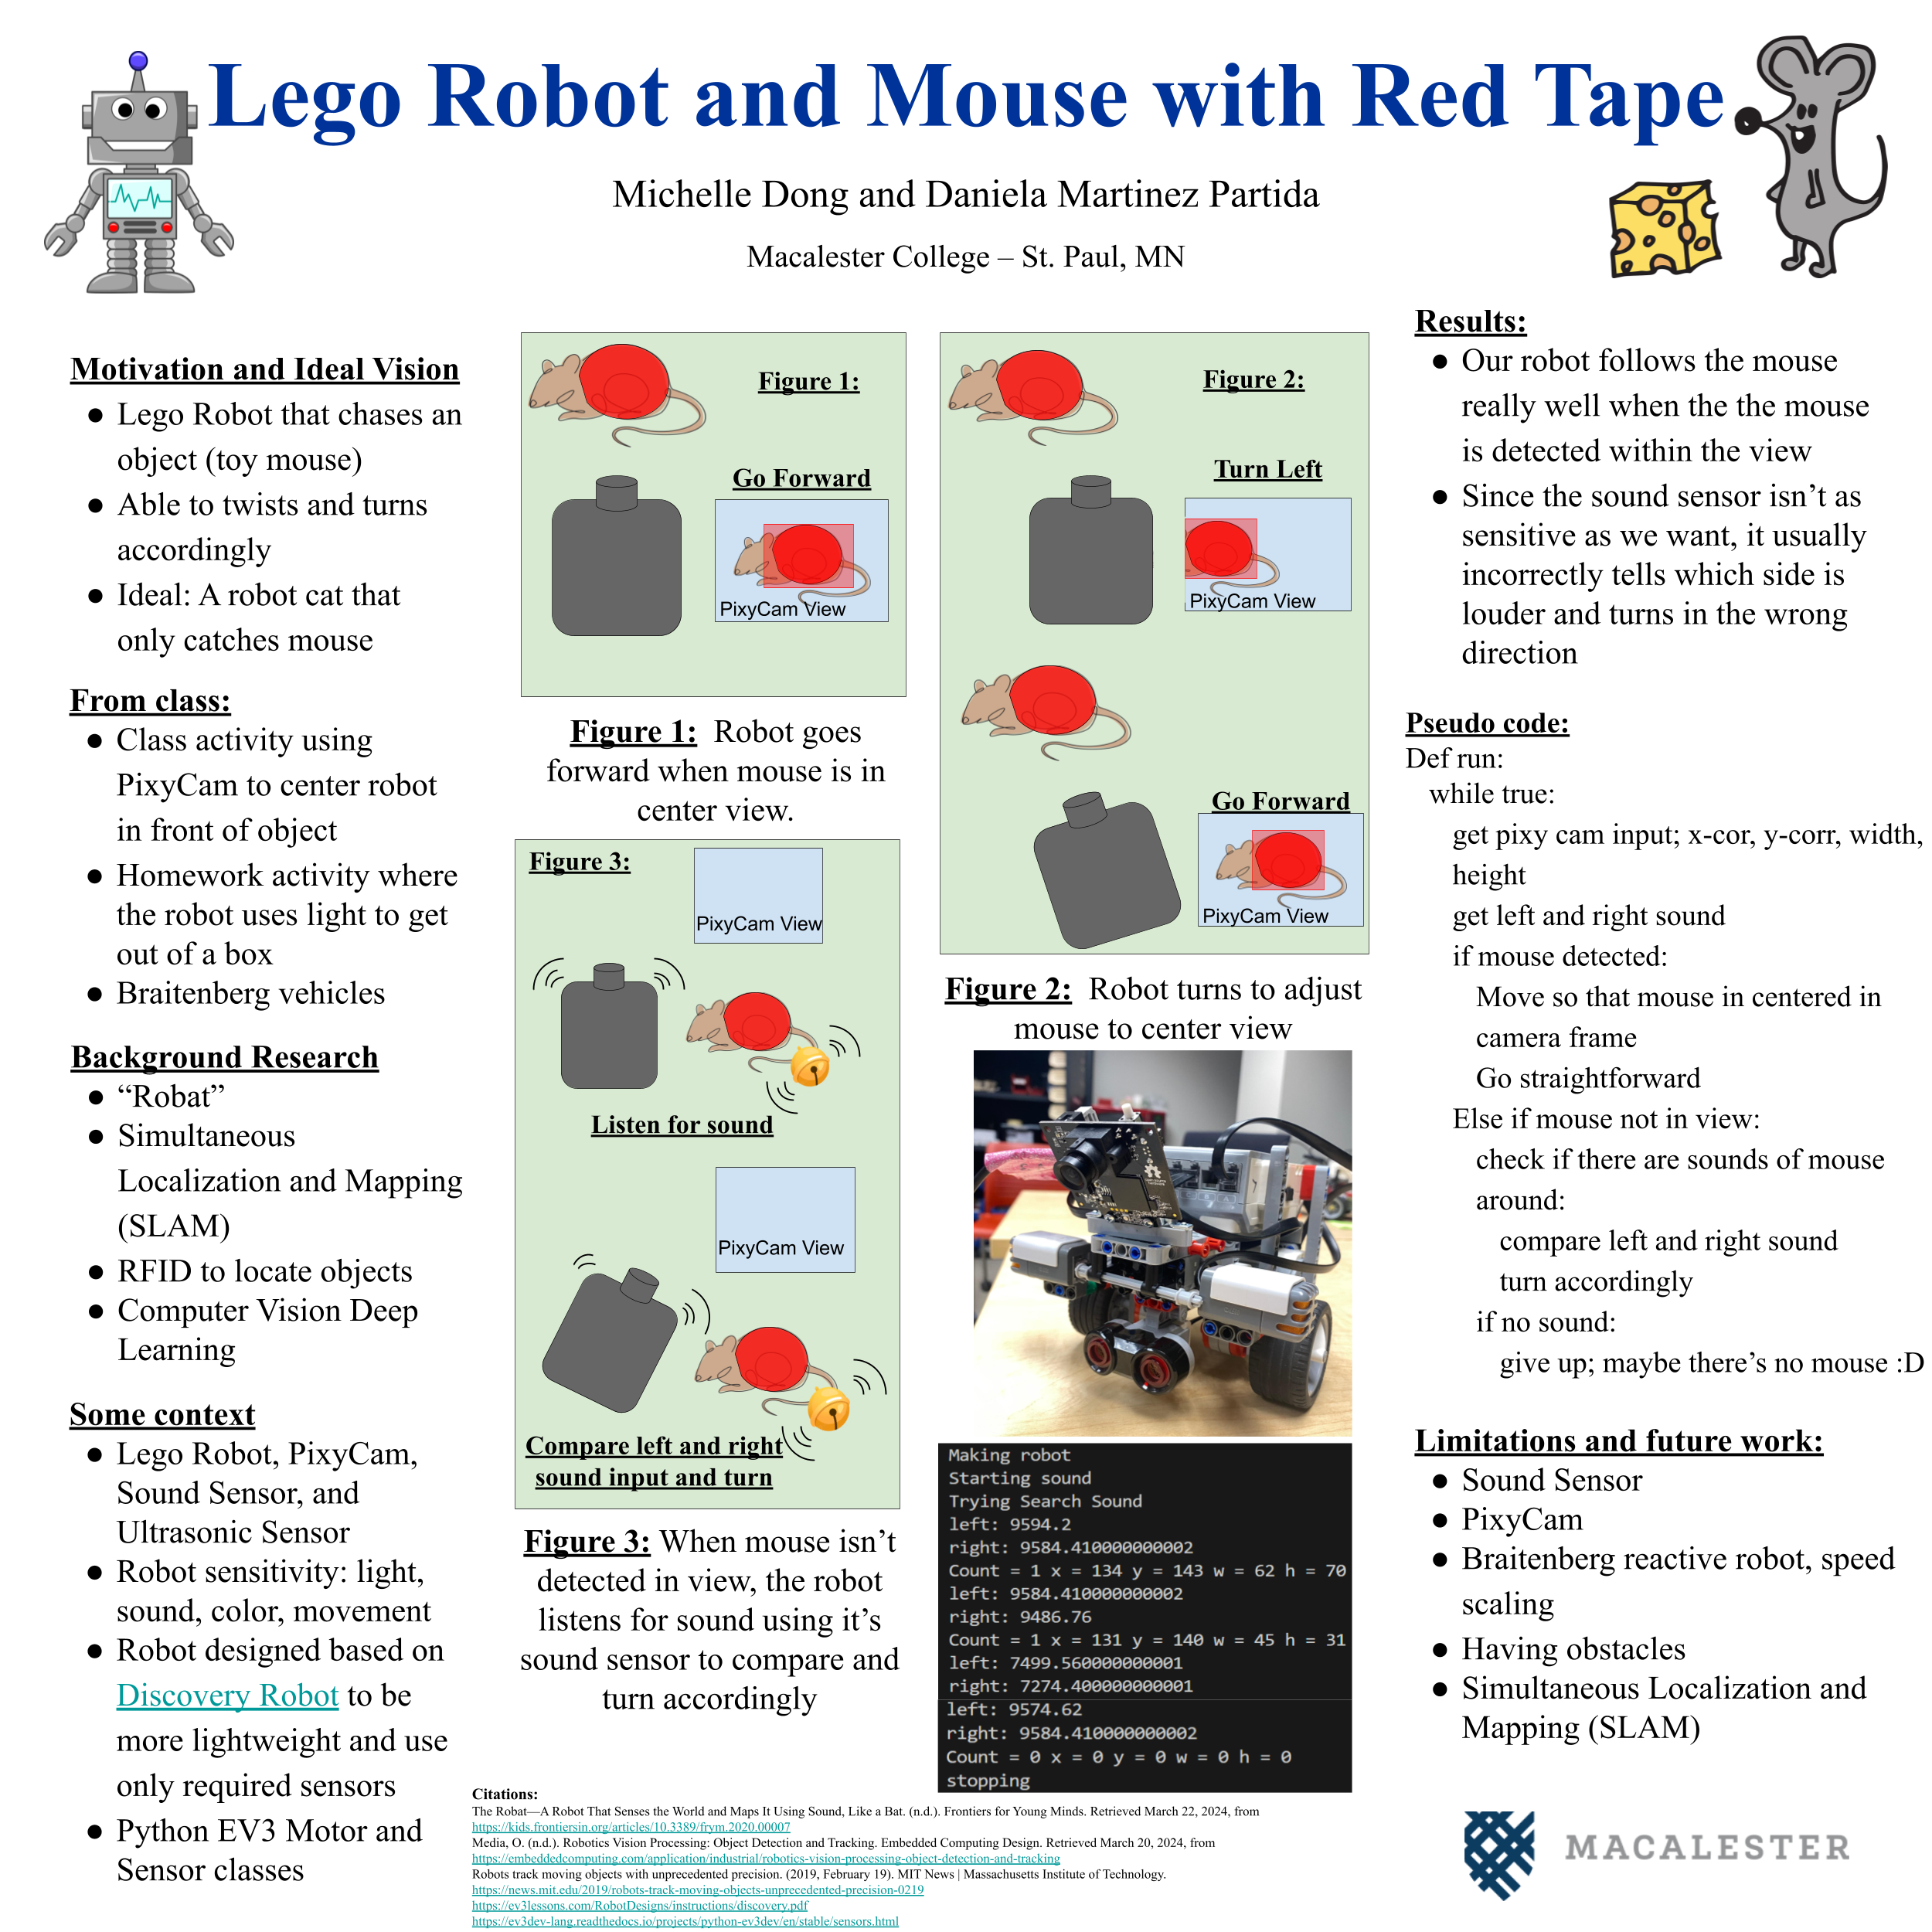 Lego Robot and Mouse with Red Tape
Michelle Dong and Daniela Martinez Partida
Macalester College – St. Paul, MN
Motivation and Ideal Vision
● Lego Robot that chases an
object (toy mouse)
● Able to twists and turns
accordingly
● Ideal: A robot cat that
only catches mouse
From class:
● Class activity using
PixyCam to center robot
in front of object
● Homework activity where
the robot uses light to get
out of a box
● Braitenberg vehicles
Background Research
● “Robat”
● Simultaneous
Localization and Mapping
(SLAM)
● RFID to locate objects
● Computer Vision Deep
Learning
Some context
● Lego Robot, PixyCam,
Sound Sensor, and
Ultrasonic Sensor
● Robot sensitivity: light,
sound, color, movement
● Robot designed based on
Discovery Robot to be
more lightweight and use
only required sensors
● Python EV3 Motor and
Sensor classes
Figure 1:
Go Forward
PixyCam View
Figure 1: Robot goes
forward when mouse is in
center view.
Figure 3:
PixyCam View
Listen for sound
PixyCam View
Compare left and right
sound input and turn
Figure 3: When mouse isn’t
detected in view, the robot
listens for sound using it’s
sound sensor to compare and
turn accordingly
Figure 2:
Turn Left
PixyCam View
Go Forward
PixyCam View
Figure 2: Robot turns to adjust
mouse to center view
Making robot
Starting sound
Trying Search Sound
left: 9594.2
right: 9584.410000000002
Count = 1 x = 134 y = 143 w = 62 h = 70
left: 9584.410000000002
right: 9486.76
Count = 1 x = 131 y = 140 w = 45 h = 31
left: 7499.560000000001
right: 7274.400000000001
left: 9574.62
right: 9584.410000000002
Count = 0 x = 0 y = 0 w = 0 h = 0
stopping
Citations:
The Robat—A Robot That Senses the World and Maps It Using Sound, Like a Bat. (n.d.). Frontiers for Young Minds. Retrieved March 22, 2024, from
https://kids.frontiersin.org/articles/10.3389/frym.2020.00007
Media, O. (n.d.). Robotics Vision Processing: Object Detection and Tracking. Embedded Computing Design. Retrieved March 20, 2024, from
https://embeddedcomputing.com/application/industrial/robotics-vision-processing-object-detection-and-tracking
Robots track moving objects with unprecedented precision. (2019, February 19). MIT News | Massachusetts Institute of Technology.
https://news.mit.edu/2019/robots-track-moving-objects-unprecedented-precision-0219
https://ev3lessons.com/RobotDesigns/instructions/discovery.pdf
https://ev3dev-lang.readthedocs.io/projects/python-ev3dev/en/stable/sensors.html
Results:
● Our robot follows the mouse
really well when the the mouse
is detected within the view
● Since the sound sensor isn’t as
sensitive as we want, it usually
incorrectly tells which side is
louder and turns in the wrong
direction
Pseudo code:
Def run:
while true:
get pixy cam input; x-cor, y-corr, width,
height
get left and right sound
if mouse detected:
Move so that mouse in centered in
camera frame
Go straightforward
Else if mouse not in view:
check if there are sounds of mouse
around:
compare left and right sound
turn accordingly
if no sound:
give up; maybe there’s no mouse :D
Limitations and future work:
● Sound Sensor
● PixyCam
● Braitenberg reactive robot, speed
scaling
● Having obstacles
● Simultaneous Localization and
Mapping (SLAM)
MACALESTER